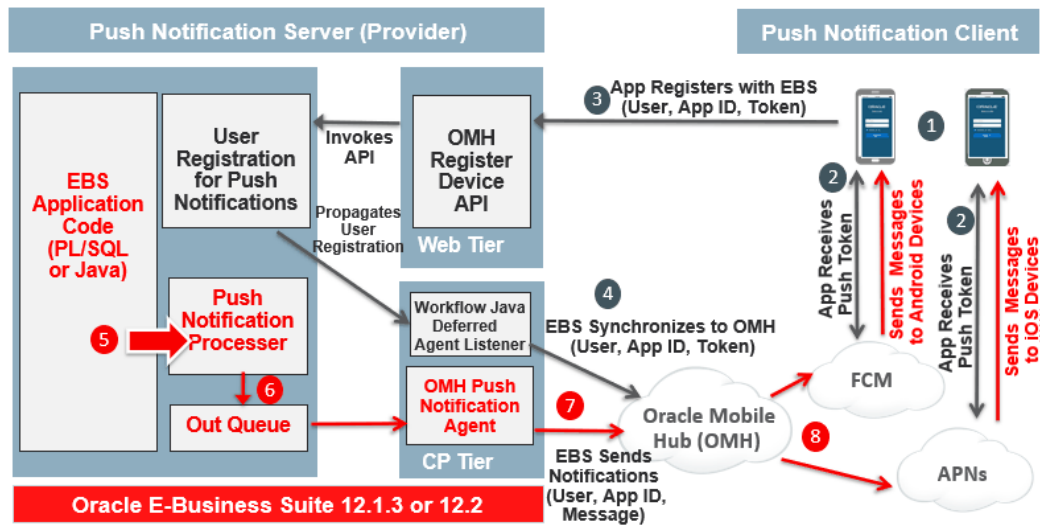 Push Notification Server (Provider)
Push Notification Client
EBS
Application
Code
(PL/SQL
or Java)
User
Registration
for Push
Notifications
Invokes
API
OMH
Register
Device
API
Web Tier
3
App Registers with EBS
(User, App ID, Token)
1
Propagates
User
Registration
2
App Receives
Push Token
Sends Messages
to Android Devices
2
App Receives
Push Token
Sends Messages
to iOS Devices
5
Push
Notification
Processer
6
Out Queue
Workflow Java
Deferred
Agent Listener
4
EBS Synchronizes to OMH
(User, App ID, Token)
OMH Push
Notification
Agent
CP Tier
7
EBS Sends
Notifications
(User, App ID,
Message)
Oracle Mobile
Hub (OMH)
8
FCM
APNs
Oracle E-Business Suite 12.1.3 or 12.2